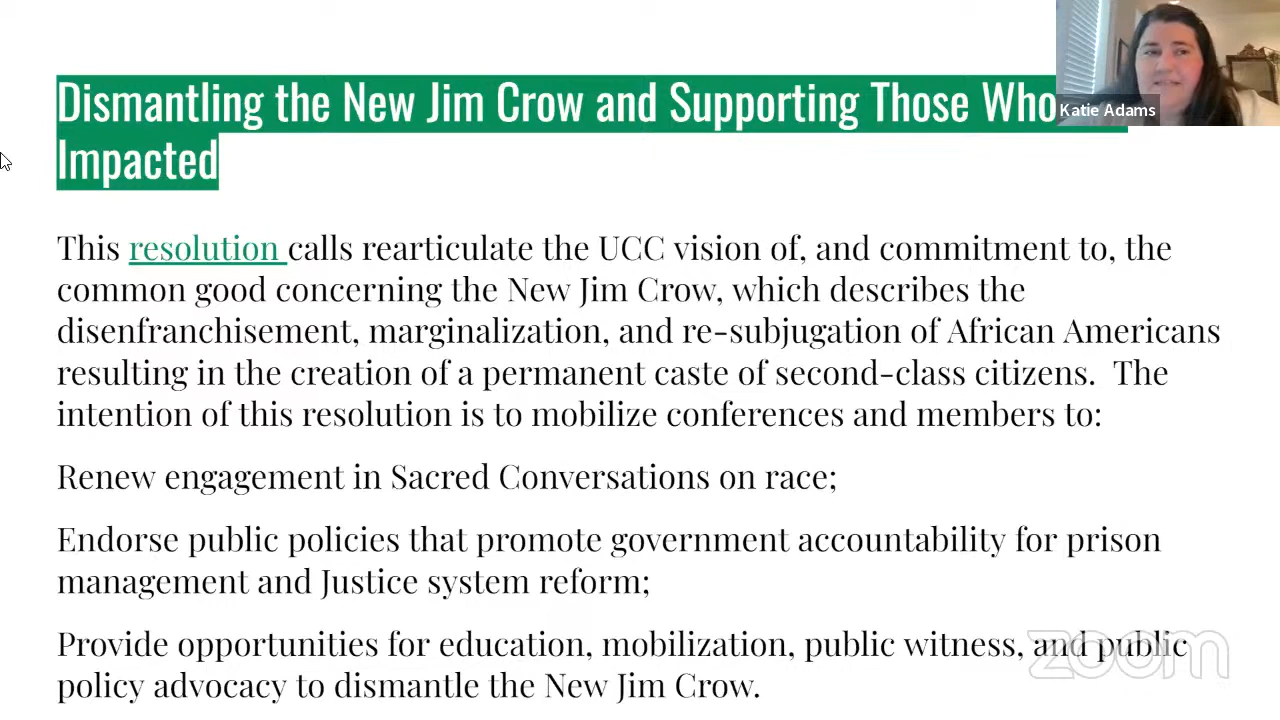 Dismantling the New Jim Crow and Supporting Those Who
Impacted
Katie Adams
This resolution calls rearticulate the UCC vision of, and commitment to, the
common good concerning the New Jim Crow, which describes the
disenfranchisement, marginalization, and re-subjugation of African Americans
resulting in the creation of a permanent caste of second-class citizens. The
intention of this resolution is to mobilize conferences and members to:
Renew engagement in Sacred Conversations on race;
Endorse public policies that promote government accountability for prison
management and Justice system reform;
Provide opportunities for education, mobilization, public witness, and public
policy advocacy to dismantle the New Jim Crow.
zoom